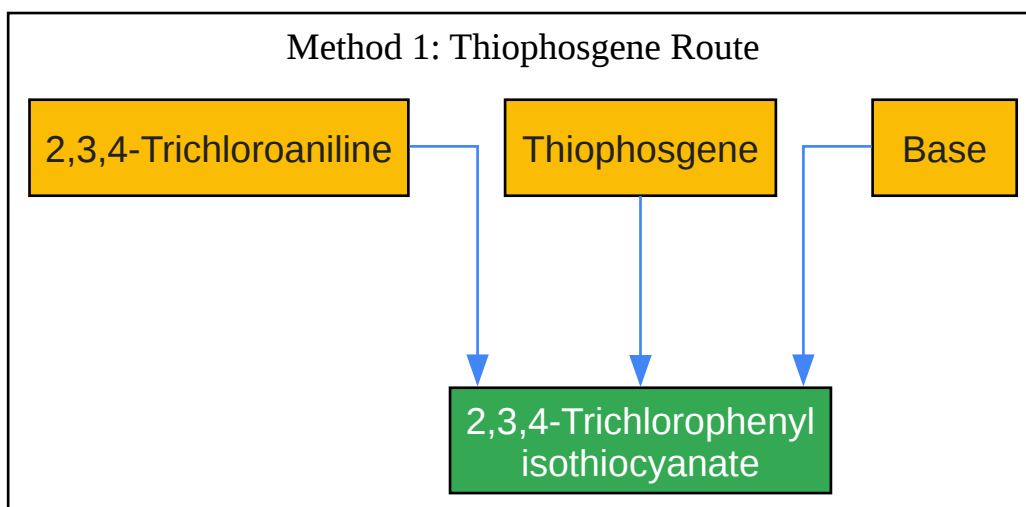 Method 1: Thiophosgene Route
2,3,4-Trichloroaniline
Thiophosgene
Base
2,3,4-Trichlorophenyl
isothiocyanate